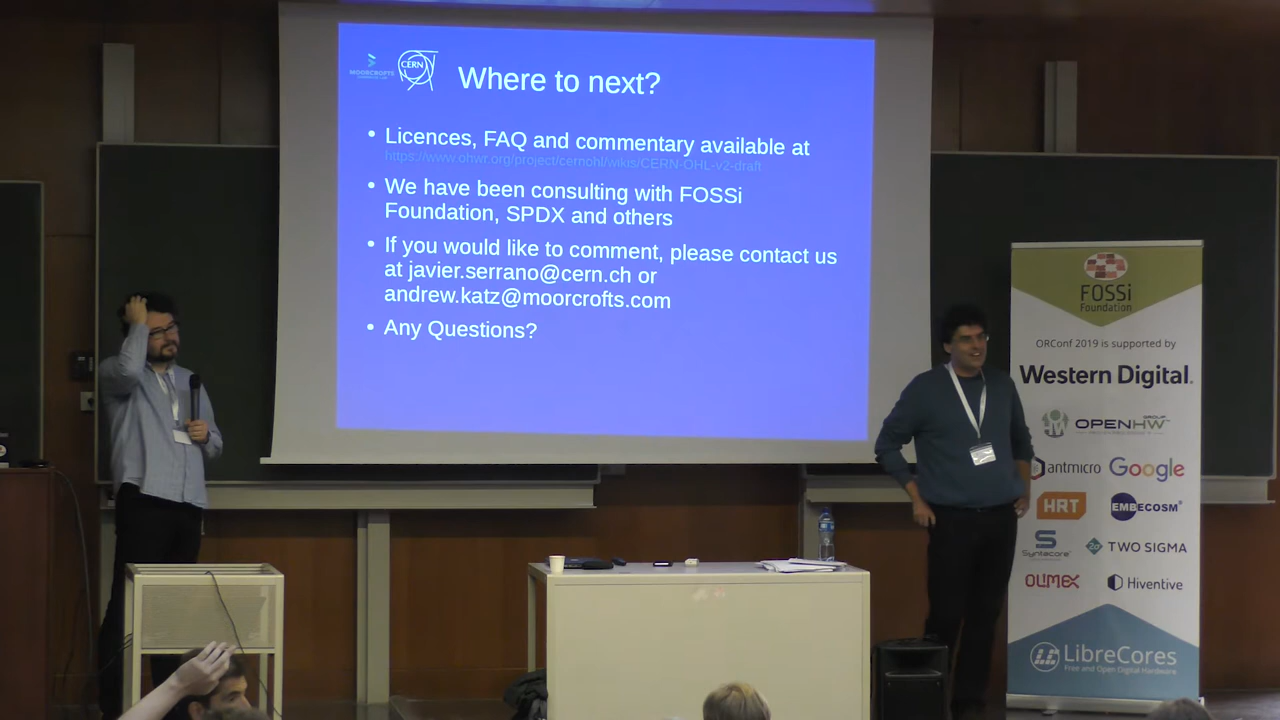 MOORCROFTS
CERN
Where to next?
• Licences, FAQ and commentary available at
https://www.ohwr.org/project/cernohl/wikis/CERN-OHL-v2-draft
• We have been consulting with FOSSi
Foundation, SPDX and others
• If you would like to comment, please contact us
at javier.serrano@cern.ch or
andrew.katz@moorcrofts.com
• Any Questions?
FOSSi
Foundation
ORConf 2019 is supported by
Western Digital.
OPENHW GROUP
antmicro Google
HRT EMBECOSM®
Syntacore TWO SIGMA
OLIMEX Hiventive
LibreCores
Free and Open Digital Hardware